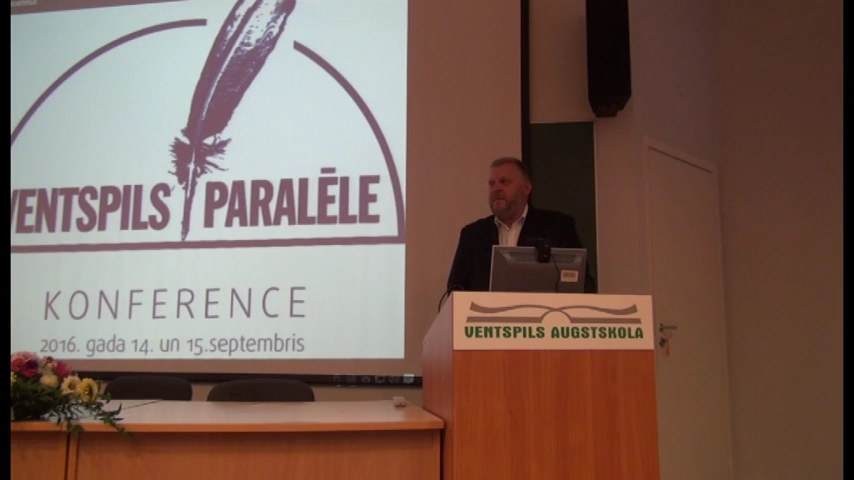 VENTSPILS PARALĒLE
KONFERENCE
2016. gada 14. un 15.septembris
VENTSPILS AUGSTSKOLA